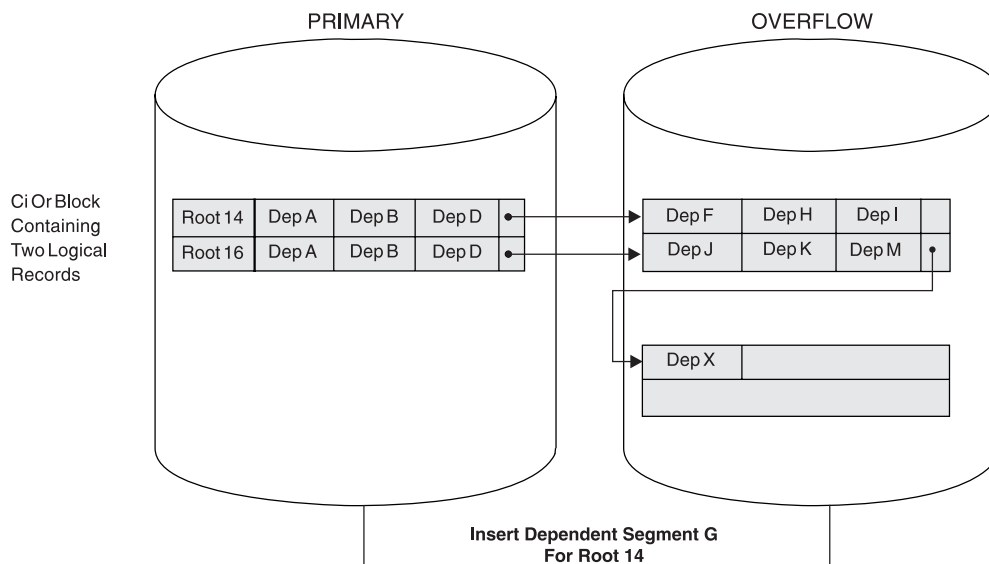 PRIMARY
OVERFLOW
Ci Or Block
Containing
Two Logical
Records
Root 14 Dep A Dep B Dep D
Root 16 Dep A Dep B Dep D
Dep F Dep H Dep I
Dep J Dep K Dep M
Dep X
Insert Dependent Segment G
For Root 14